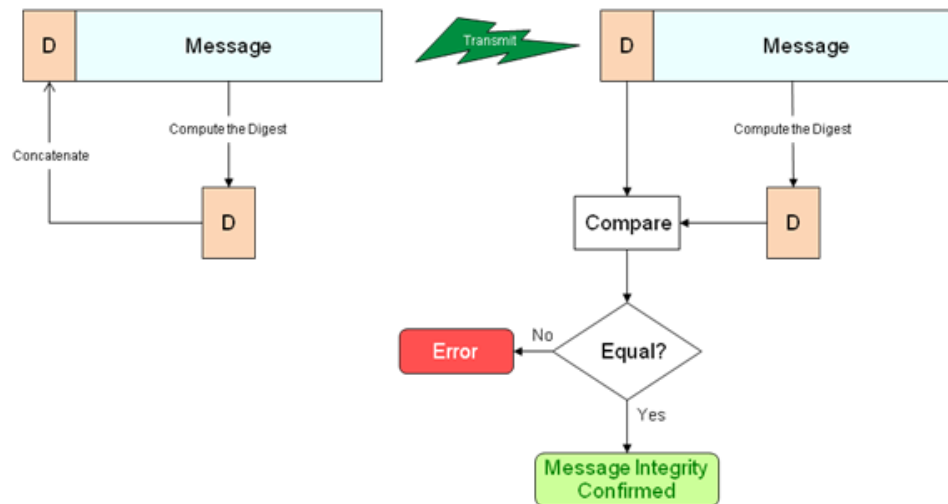 D
Message
Transmit
D
Message
Compute the Digest
Compute the Digest
Concatenate
D
Compare
D
Error
No
Equal?
Yes
Message Integrity
Confirmed